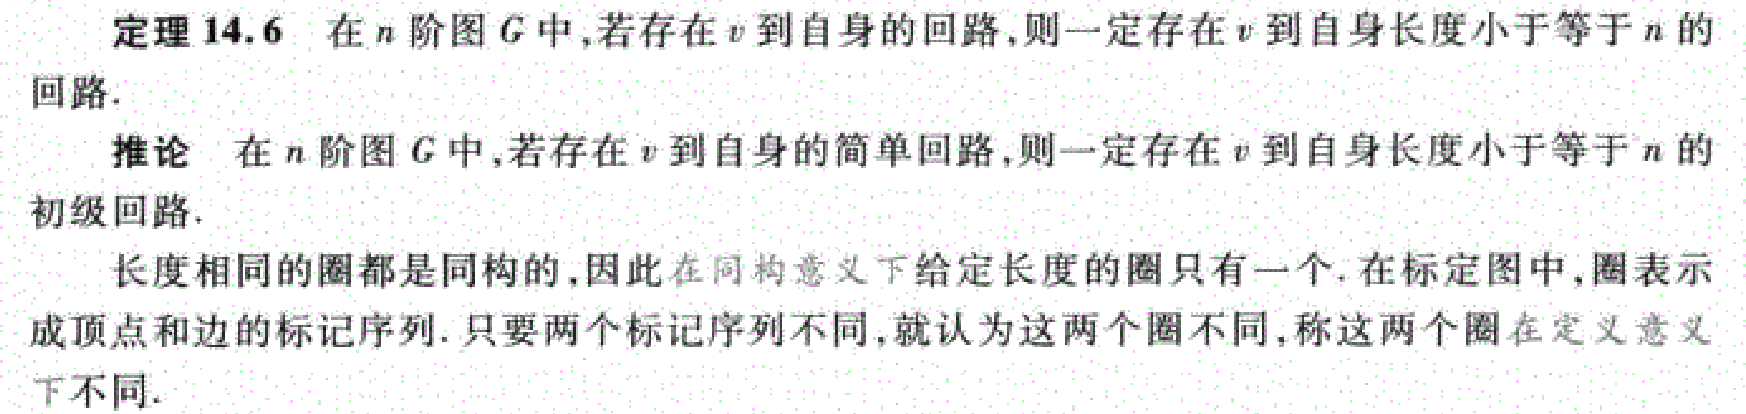 定理 14.6 在 n 阶图 G 中,若存在 v 到自身的回路,则一定存在 v 到自身长度小于等于 n 的
回路.
推论 在 n 阶图 G 中,若存在 v 到自身的简单回路,则一定存在 v 到自身长度小于等于 n 的
初级回路.
长度相同的圈都是同构的,因此在同构意义下给定长度的圈只有一个.在标定图中,圈表示
成顶点和边的标记序列.只要两个标记序列不同,就认为这两个圈不同,称这两个圈在定义意义
下不同.